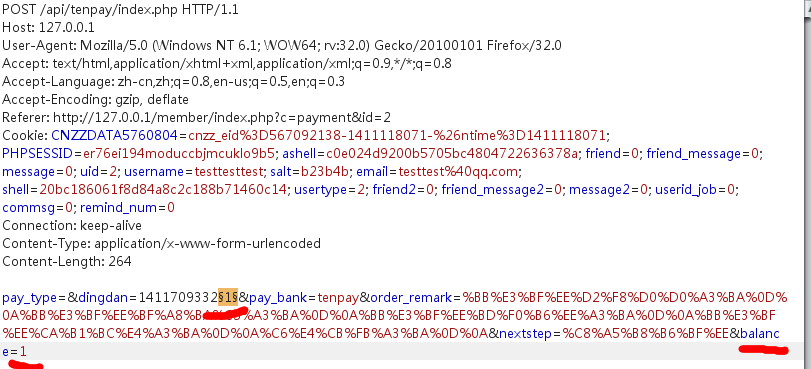 POST /api/tenpay/index.php HTTP/1.1
Host: 127.0.0.1
User-Agent: Mozilla/5.0 (Windows NT 6.1; WOW64; rv:32.0) Gecko/20100101 Firefox/32.0
Accept: text/html,application/xhtml+xml,application/xml;q=0.9,*/*;q=0.8
Accept-Language: zh-cn,zh;q=0.8,en-us;q=0.5,en;q=0.3
Accept-Encoding: gzip, deflate
Referer: http://127.0.0.1/member/index.php?c=payment&id=2
Cookie: CNZZDATA5760804=cnzz_eid%3D567092138-1411118071-%26ntime%3D1411118071;
PHPSESSID=er76ei194moduccbjmcuklo9b5; ashell=c0e024d9200b5705bc4804722636378a; friend=0; friend_message=0;
message=0; uid=2; username=testtesttest; salt=b23b4b; email=testtest%40qq.com;
shell=20bc186061f8d84a8c2c188b71460c14; usertype=2; friend2=0; friend_message2=0; message2=0; userid_job=0;
commsg=0; remind_num=0
Connection: keep-alive
Content-Type: application/x-www-form-urlencoded
Content-Length: 264
pay_type=&dingdan=1411709332§1§&pay_bank=tenpay&order_remark=%BB%E3%BF%EE%D2%F8%D0%D0%A3%BA%0D%
0A%BB%E3%BF%EE%BF%A8%BA%C5%A3%BA%0D%0A%BB%E3%BF%EE%BD%F0%B6%EE%A3%BA%0D%0A%BB%E3%BF
%EE%CA%B1%BC%E4%A3%BA%0D%0A%C6%E4%CB%FB%A3%BA%0D%0A&nextstep=%C8%A5%B8%B6%BF%EE&balanc
e=1